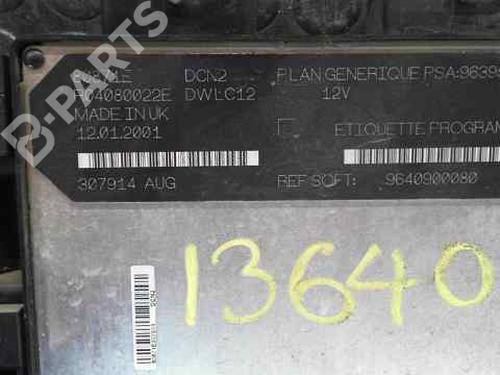 80871E DCN2 PLAN GENERIQUE PSA:9639
R04080022E DWLC12 12V
MADE IN UK
12.01.2001 ETIQUETTE PROGRAM
307914 AUG REF SOFT: 9640900080
13640